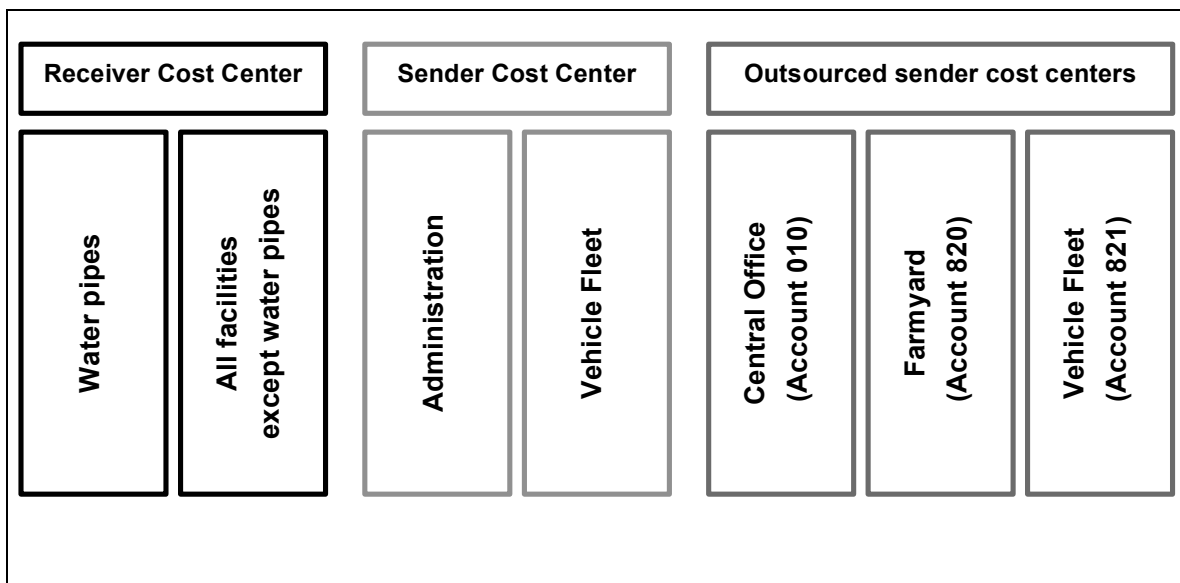 Receiver Cost Center
Sender Cost Center
Outsourced sender cost centers
Water pipes
All facilities
except water pipes
Administration
Vehicle Fleet
Central Office
(Account 010)
Farmyard
(Account 820)
Vehicle Fleet
(Account 821)